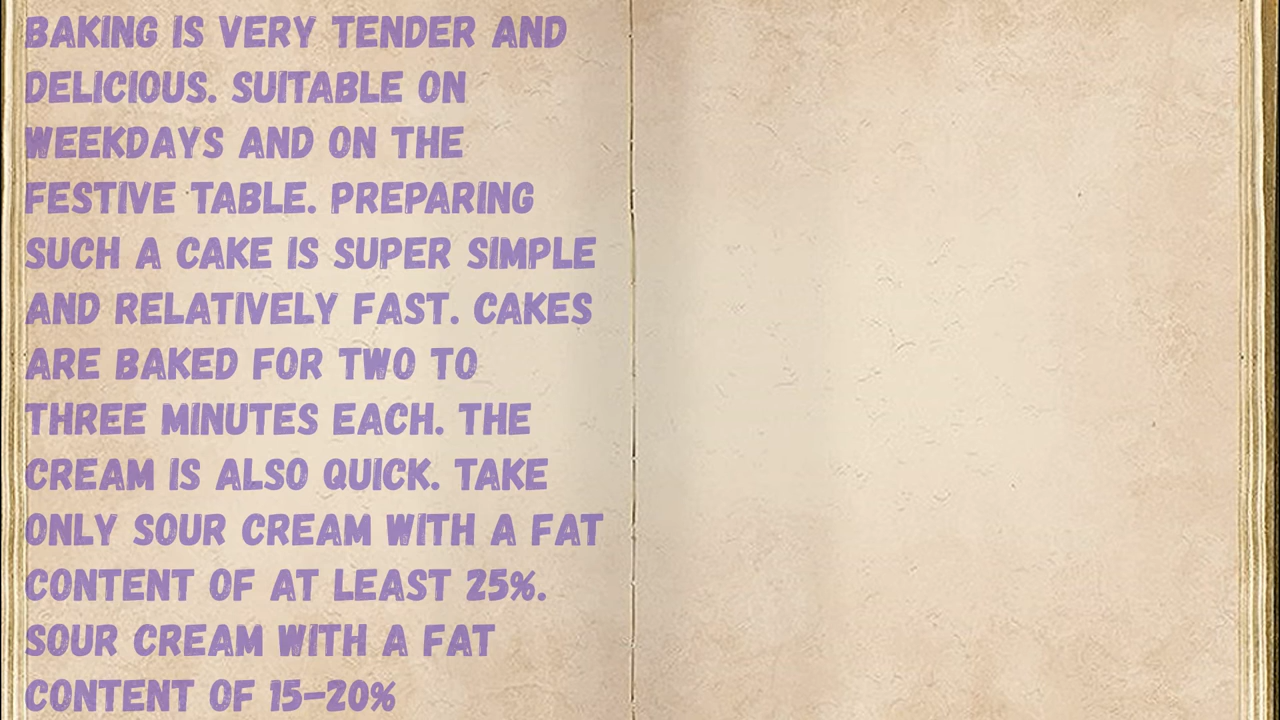 BAKING IS VERY TENDER AND
DELICIOUS. SUITABLE ON
WEEKDAYS AND ON THE
FESTIVE TABLE. PREPARING
SUCH A CAKE IS SUPER SIMPLE
AND RELATIVELY FAST. CAKES
ARE BAKED FOR TWO TO
THREE MINUTES EACH. THE
CREAM IS ALSO QUICK. TAKE
ONLY SOUR CREAM WITH A FAT
CONTENT OF AT LEAST 25%.
SOUR CREAM WITH A FAT
CONTENT OF 15-20%